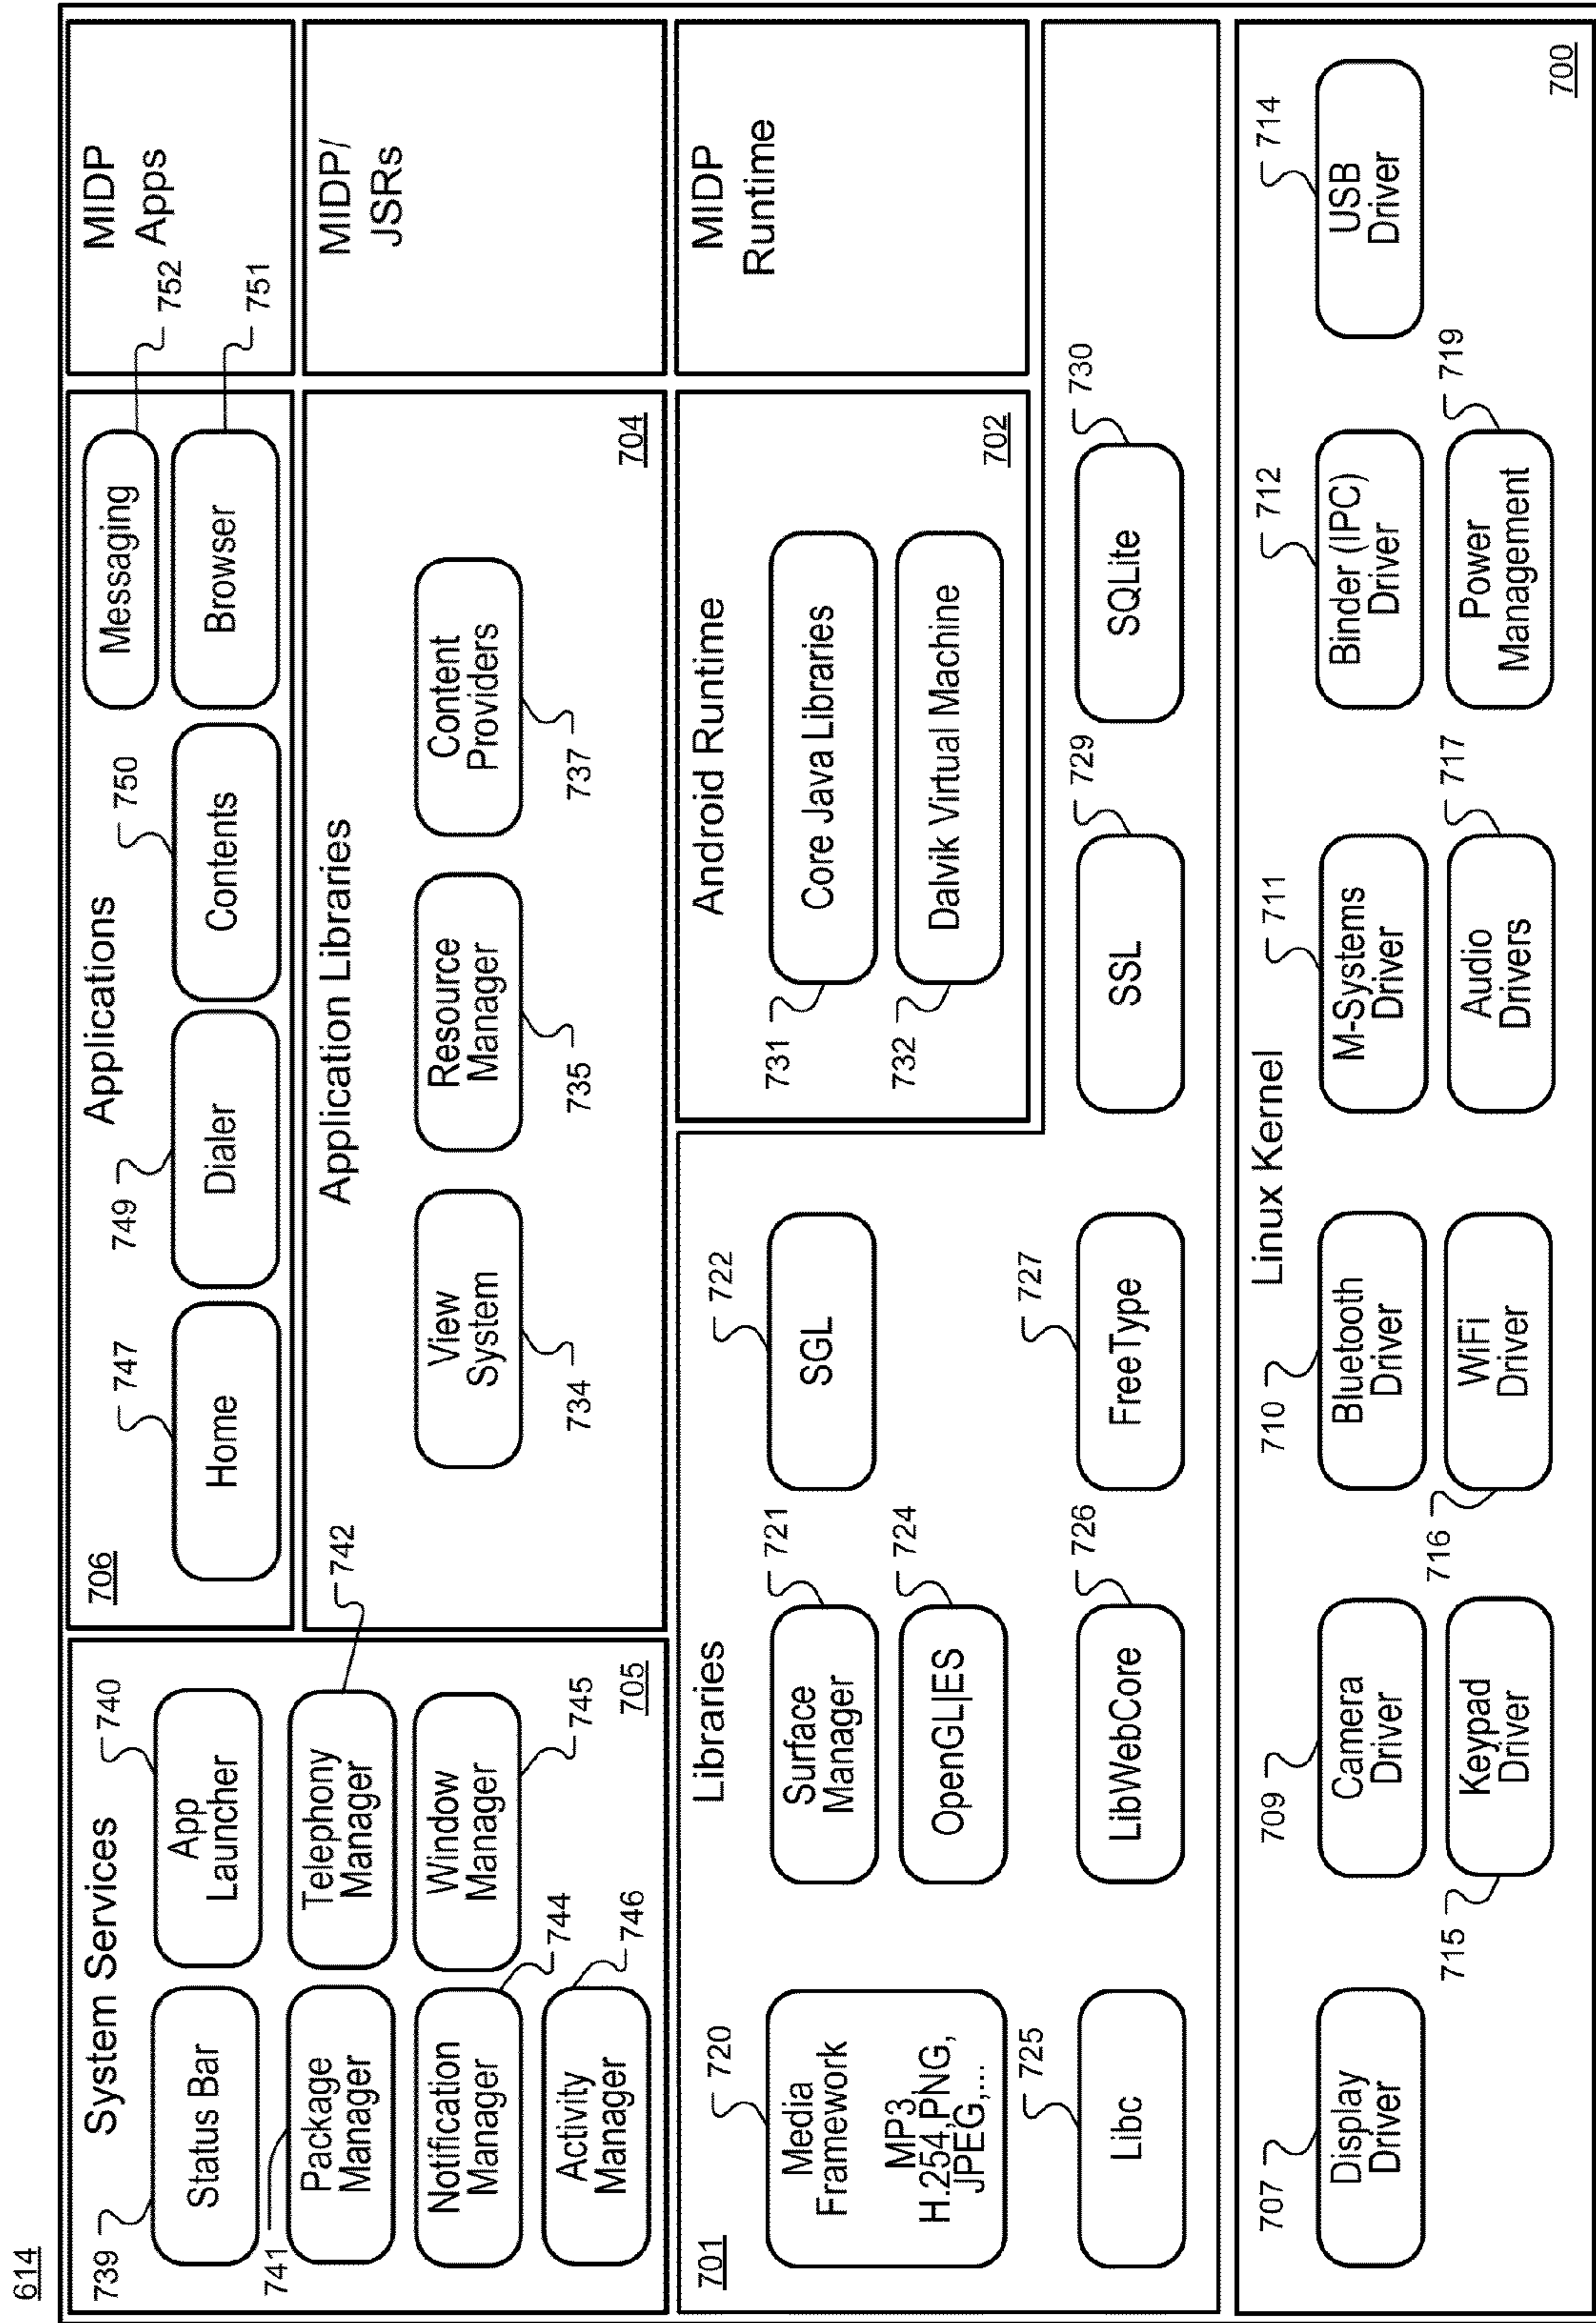 614
System Services
739
Status Bar
740
App
Launcher
741
Package
Manager
742
Telephony
Manager
Notification
Manager
744
Window
Manager
745
Activity
Manager
746
705
706
Applications
747
Home
749
Dialer
750
Contents
Messaging
752
Browser
751
MIDP
Apps
Application Libraries
View
System
734
Resource
Manager
735
Content
Providers
737
704
MIDP/
JSRs
701
Libraries
720
Media
Framework
MP3,
H.254,PNG,
JPEG,...
Surface
Manager
721
SGL
722
OpenGL|ES
724
725
Libc
LibWebCore
726
FreeType
727
SSL
729
SQLite
730
Android Runtime
731
Core Java Libraries
732
Dalvik Virtual Machine
702
MIDP
Runtime
Linux Kernel
707
Display
Driver
709
Camera
Driver
710
Bluetooth
Driver
711
M-Systems
Driver
712
Binder (IPC)
Driver
714
USB
Driver
715
Keypad
Driver
716
WiFi
Driver
717
Audio
Drivers
719
Power
Management
700